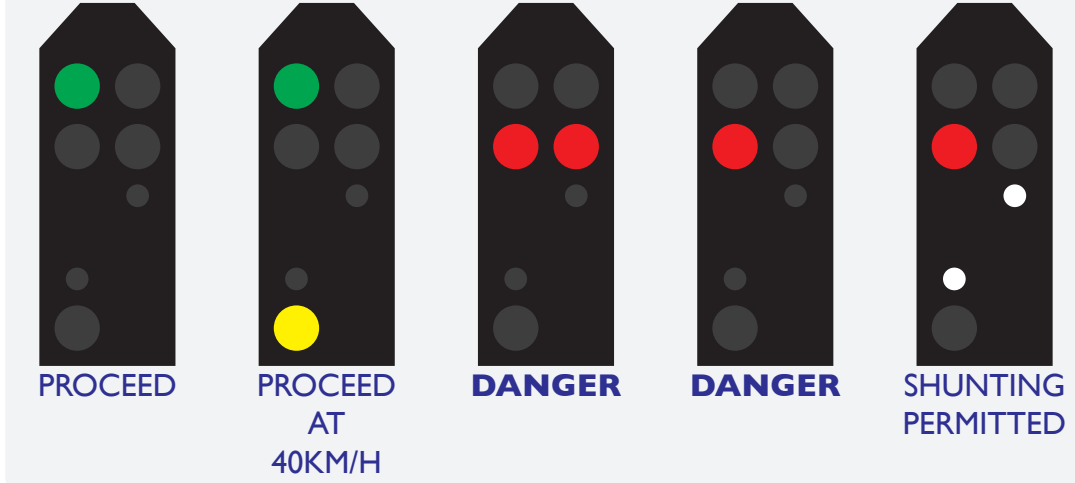 PROCEED
PROCEED
AT
40KM/H
DANGER
DANGER
SHUNTING
PERMITTED